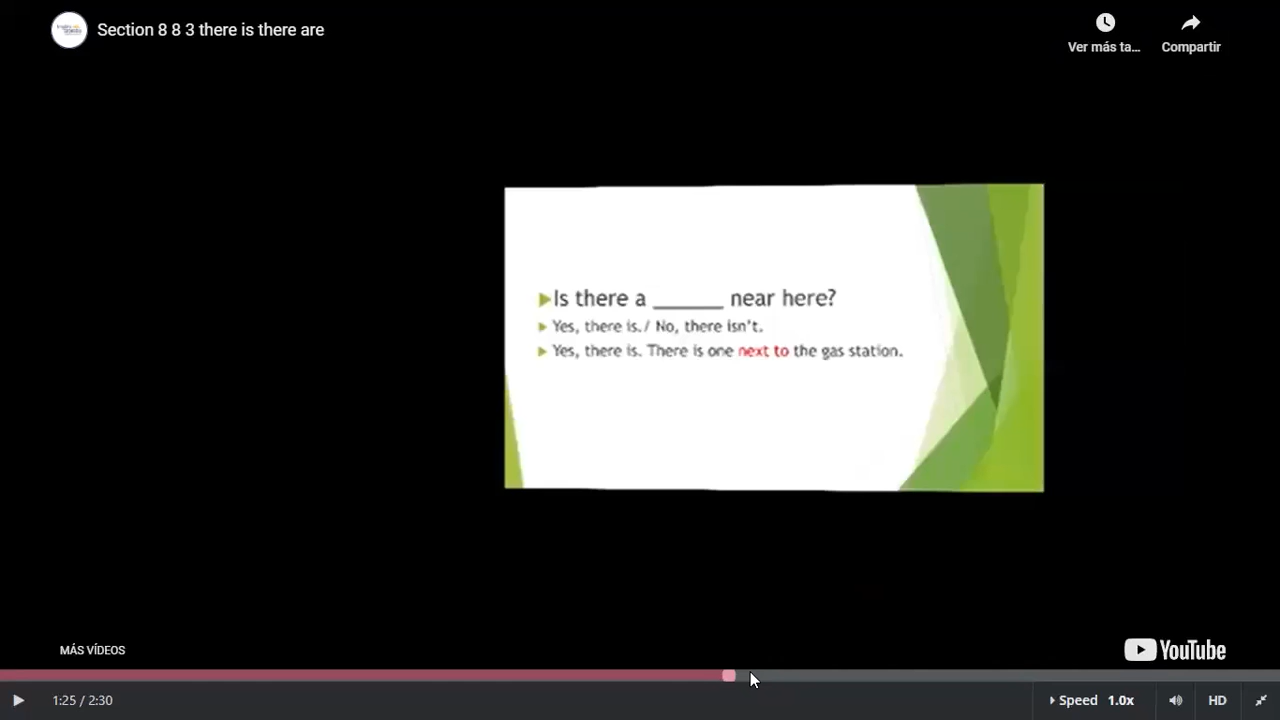 Section 8 8 3 there is there are
Ver más ta...
Compartir
Is there a ______ near here?
Yes, there is./ No, there isn't.
Yes, there is. There is one next to the gas station.
MÁS VÍDEOS
YouTube
1:25 / 2:30
Speed 1.0x
HD